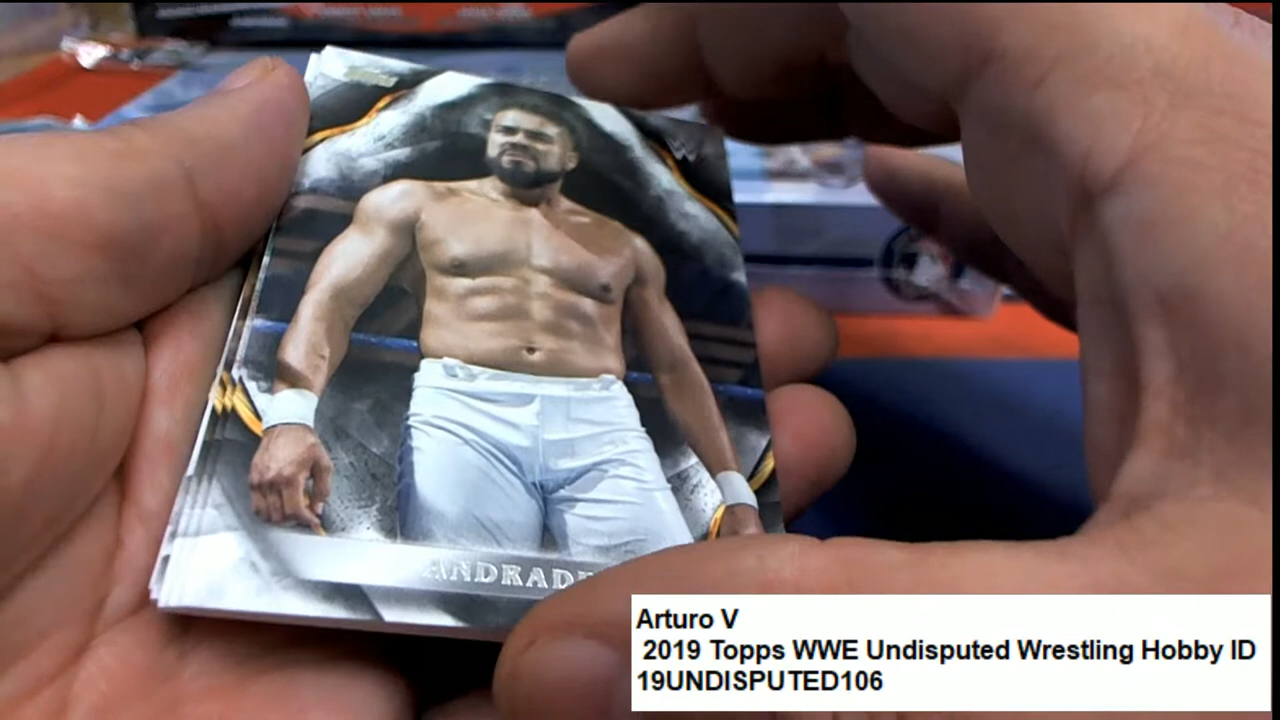 ANDRADE
Arturo V
2019 Topps WWE Undisputed Wrestling Hobby ID
19UNDISPUTED106